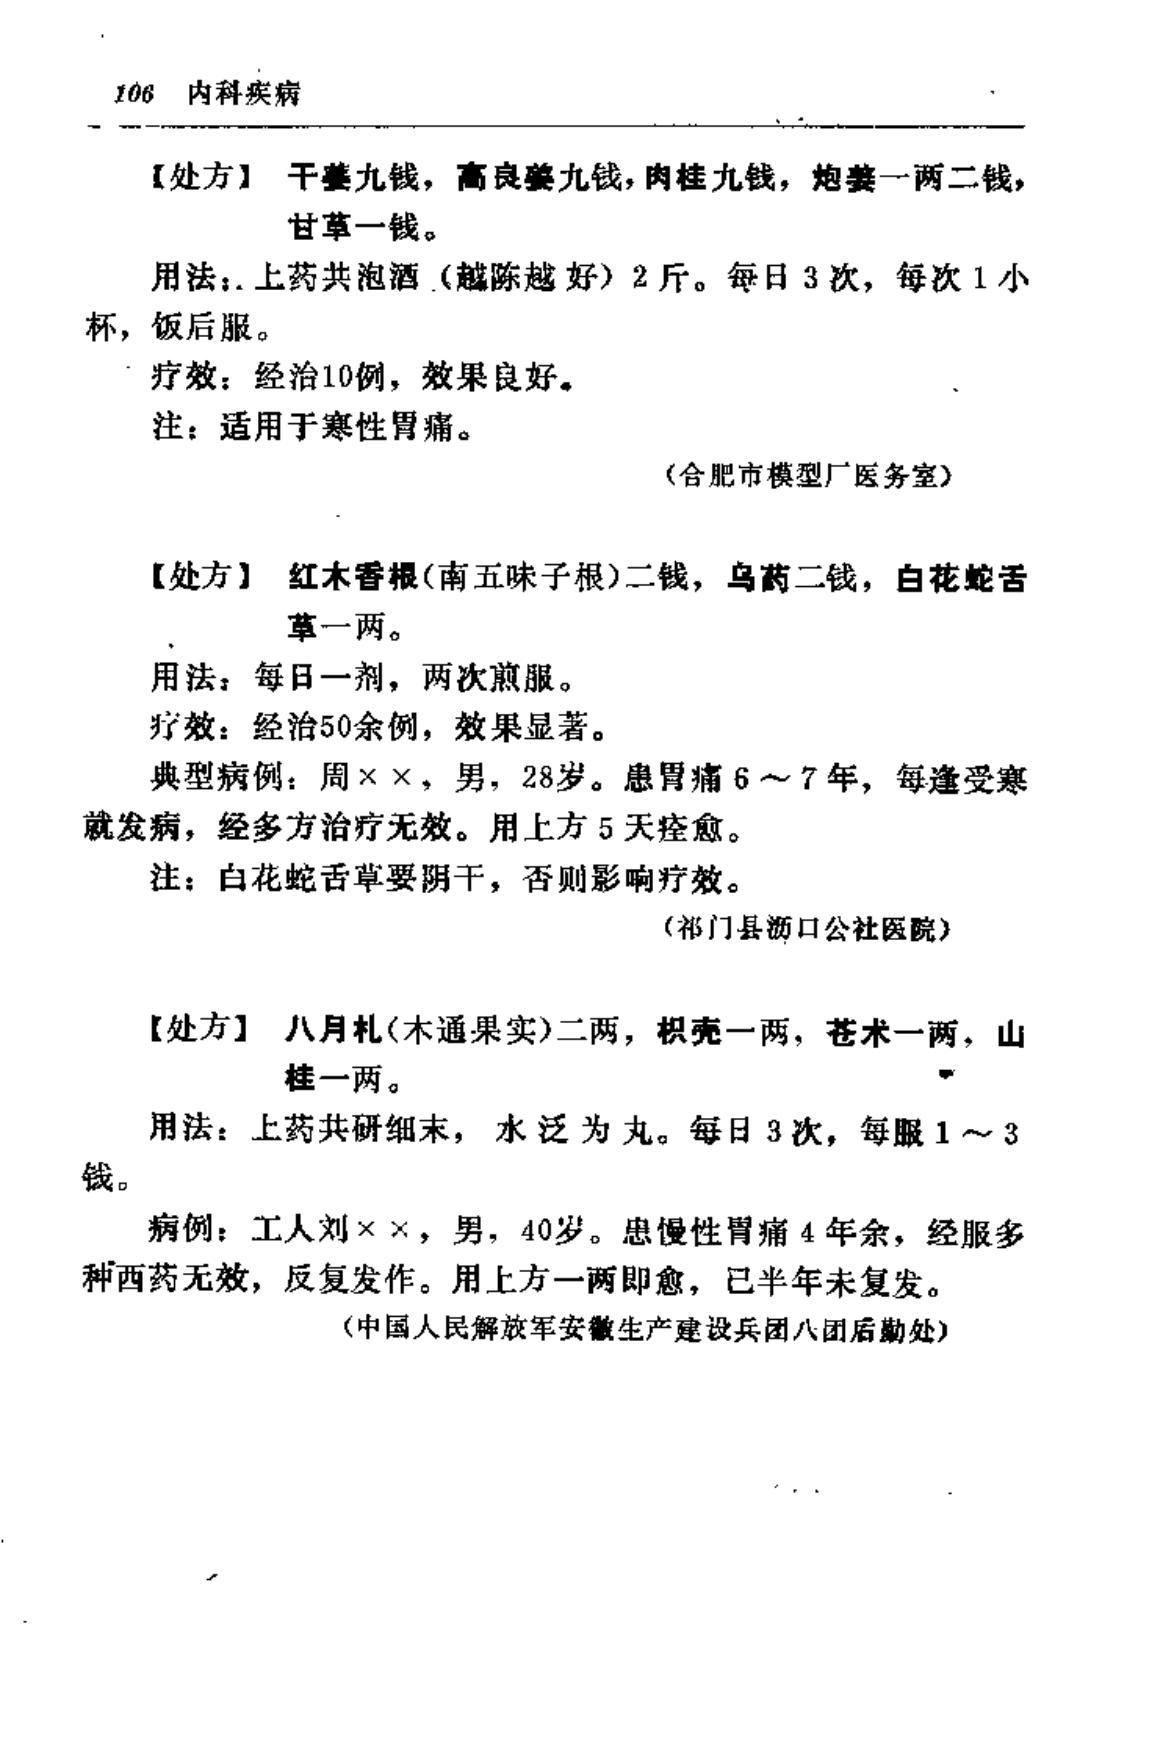 106 内科疾病
【处方】 干姜九钱，高良姜九钱，肉桂九钱，炮姜一两二钱，
甘草一钱。
用法：上药共泡酒（越陈越好）2斤。每日3次，每次1小
杯，饭后服。
疗效：经治10例，效果良好。
注：适用于寒性胃痛。
（合肥市模型厂医务室）
【处方】 红木香根（南五味子根）二钱，乌药二钱，白花蛇舌
草一两。
用法：每日一剂，两次煎服。
疗效：经治50余例，效果显著。
典型病例：周××，男，28岁。患胃痛6～7年，每逢受寒
就发病，经多方治疗无效。用上方5天痊愈。
注：白花蛇舌草要阴干，否则影响疗效。
（祁门县沥口公社医院）
【处方】 八月札（木通果实）二两，枳壳一两，苍术一两，山
桂一两。
用法：上药共研细末，水泛为丸。每日3次，每服1～3
钱。
病例：工人刘××，男，40岁。患慢性胃痛4年余，经服多
种西药无效，反复发作。用上方一两即愈，已半年未复发。
（中国人民解放军安徽生产建设兵团八团后勤处）